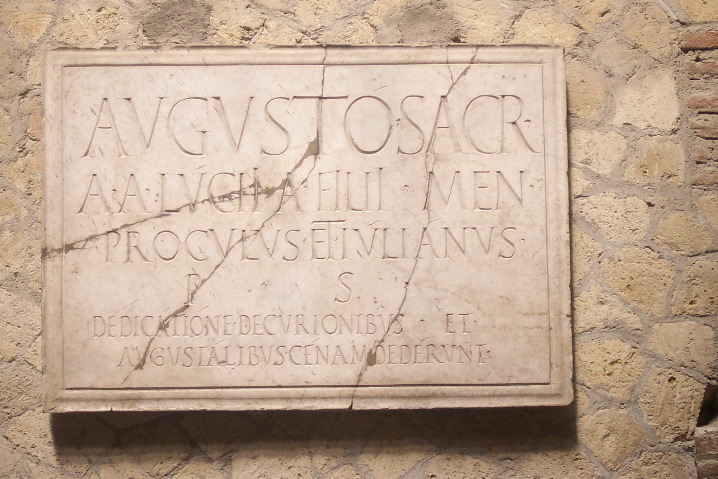 AVGVSTO SACR·
A·A·LVCII·A·FILII·MEN
PROCVLVS·ET·IVLIANVS·
P S
DEDICATIONE·DECVRIONIBVS ET·
AVGVSTALIBVS·CENAM·DEDERVNT·